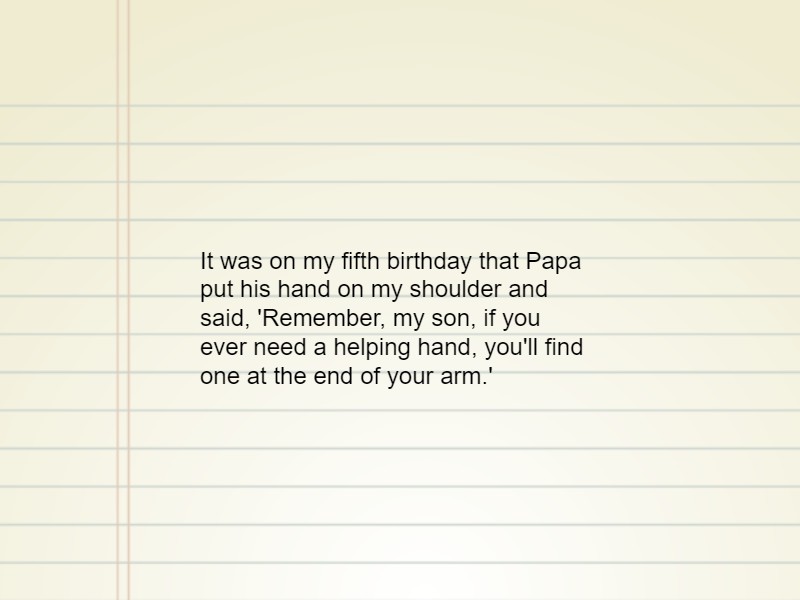 It was on my fifth birthday that Papa
put his hand on my shoulder and
said, 'Remember, my son, if you
ever need a helping hand, you'll find
one at the end of your arm.'